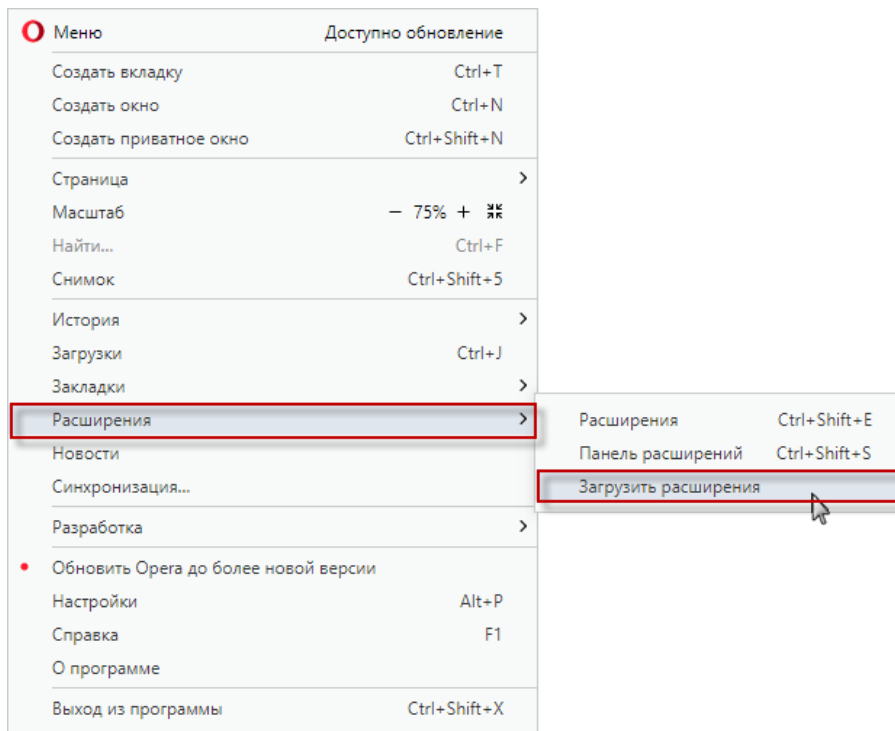 Меню Доступно обновление
Создать вкладку Ctrl+T
Создать окно Ctrl+N
Создать приватное окно Ctrl+Shift+N
Страница
Масштаб − 75% +
Найти... Ctrl+F
Снимок Ctrl+Shift+5
История
Загрузки Ctrl+J
Закладки
Расширения
Расширения Ctrl+Shift+E
Новости
Панель расширений Ctrl+Shift+S
Синхронизация...
Загрузить расширения
Разработка
Обновить Opera до более новой версии
Настройки Alt+P
Справка F1
О программе
Выход из программы Ctrl+Shift+X